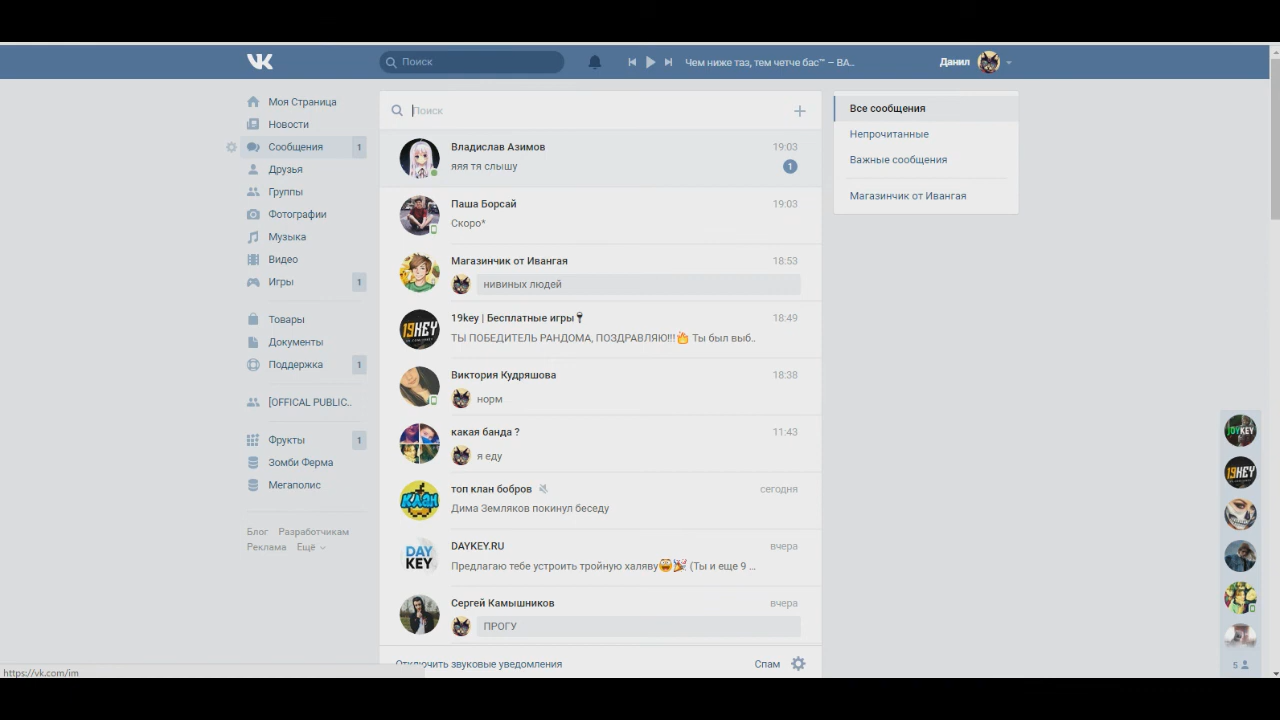 Поиск
Чем ниже таз, тем четче бас™ – BA..
Данил
Моя Страница
Новости
Сообщения 1
Друзья
Группы
Фотографии
Музыка
Видео
Игры 1
Товары
Документы
Поддержка 1
[OFFICAL PUBLIC..
Фрукты 1
Зомби Ферма
Мегаполис
Блог Разработчикам
Реклама Ещё
Поиск
Владислав Азимов 19:03
яяя тя слышу 1
Паша Борсай 19:03
Скоро*
Магазинчик от Ивангая 18:53
нивиных людей
19KEY
19key | Бесплатные игры 18:49
ТЫ ПОБЕДИТЕЛЬ РАНДОМА, ПОЗДРАВЛЯЮ!!! Ты был выб..
Виктория Кудряшова 18:38
норм
какая банда ? 11:43
я еду
КЛАН
топ клан бобров сегодня
Дима Земляков покинул беседу
DAY
KEY
DAYKEY.RU вчера
Предлагаю тебе устроить тройную халяву (Ты и еще 9 ...
Сергей Камышников вчера
ПРОГУ
Отключить звуковые уведомления Спам
Все сообщения
Непрочитанные
Важные сообщения
Магазинчик от Ивангая
JOYKEY
19KEY
5
https://vk.com/im